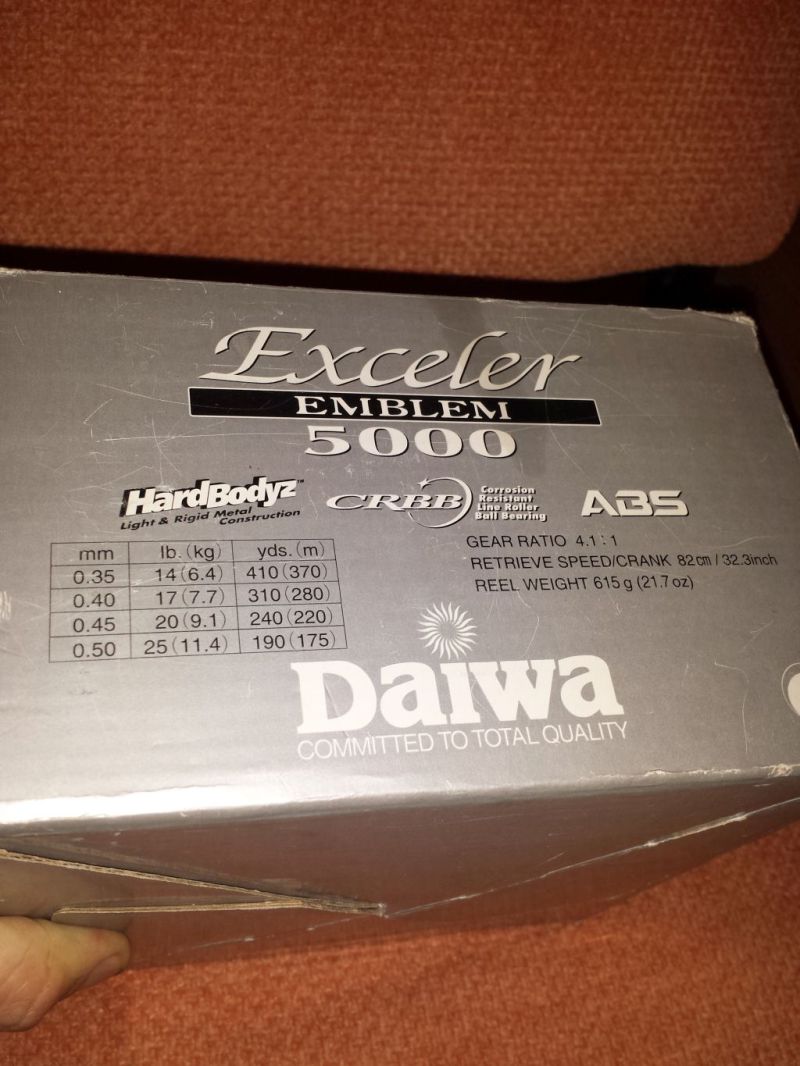 Exceler
EMBLEM
5000
HardBodyz™
Light & Rigid Metal
Construction
CRBB
Corrosion
Resistant
Line Roller
Ball Bearing
ABS
mm lb. (kg) yds. (m)
0.35 14 (6.4) 410 (370)
0.40 17 (7.7) 310 (280)
0.45 20 (9.1) 240 (220)
0.50 25 (11.4) 190 (175)
GEAR RATIO 4.1 : 1
RETRIEVE SPEED/CRANK 82cm / 32.3inch
REEL WEIGHT 615g (21.7oz)
Daiwa
COMMITTED TO TOTAL QUALITY